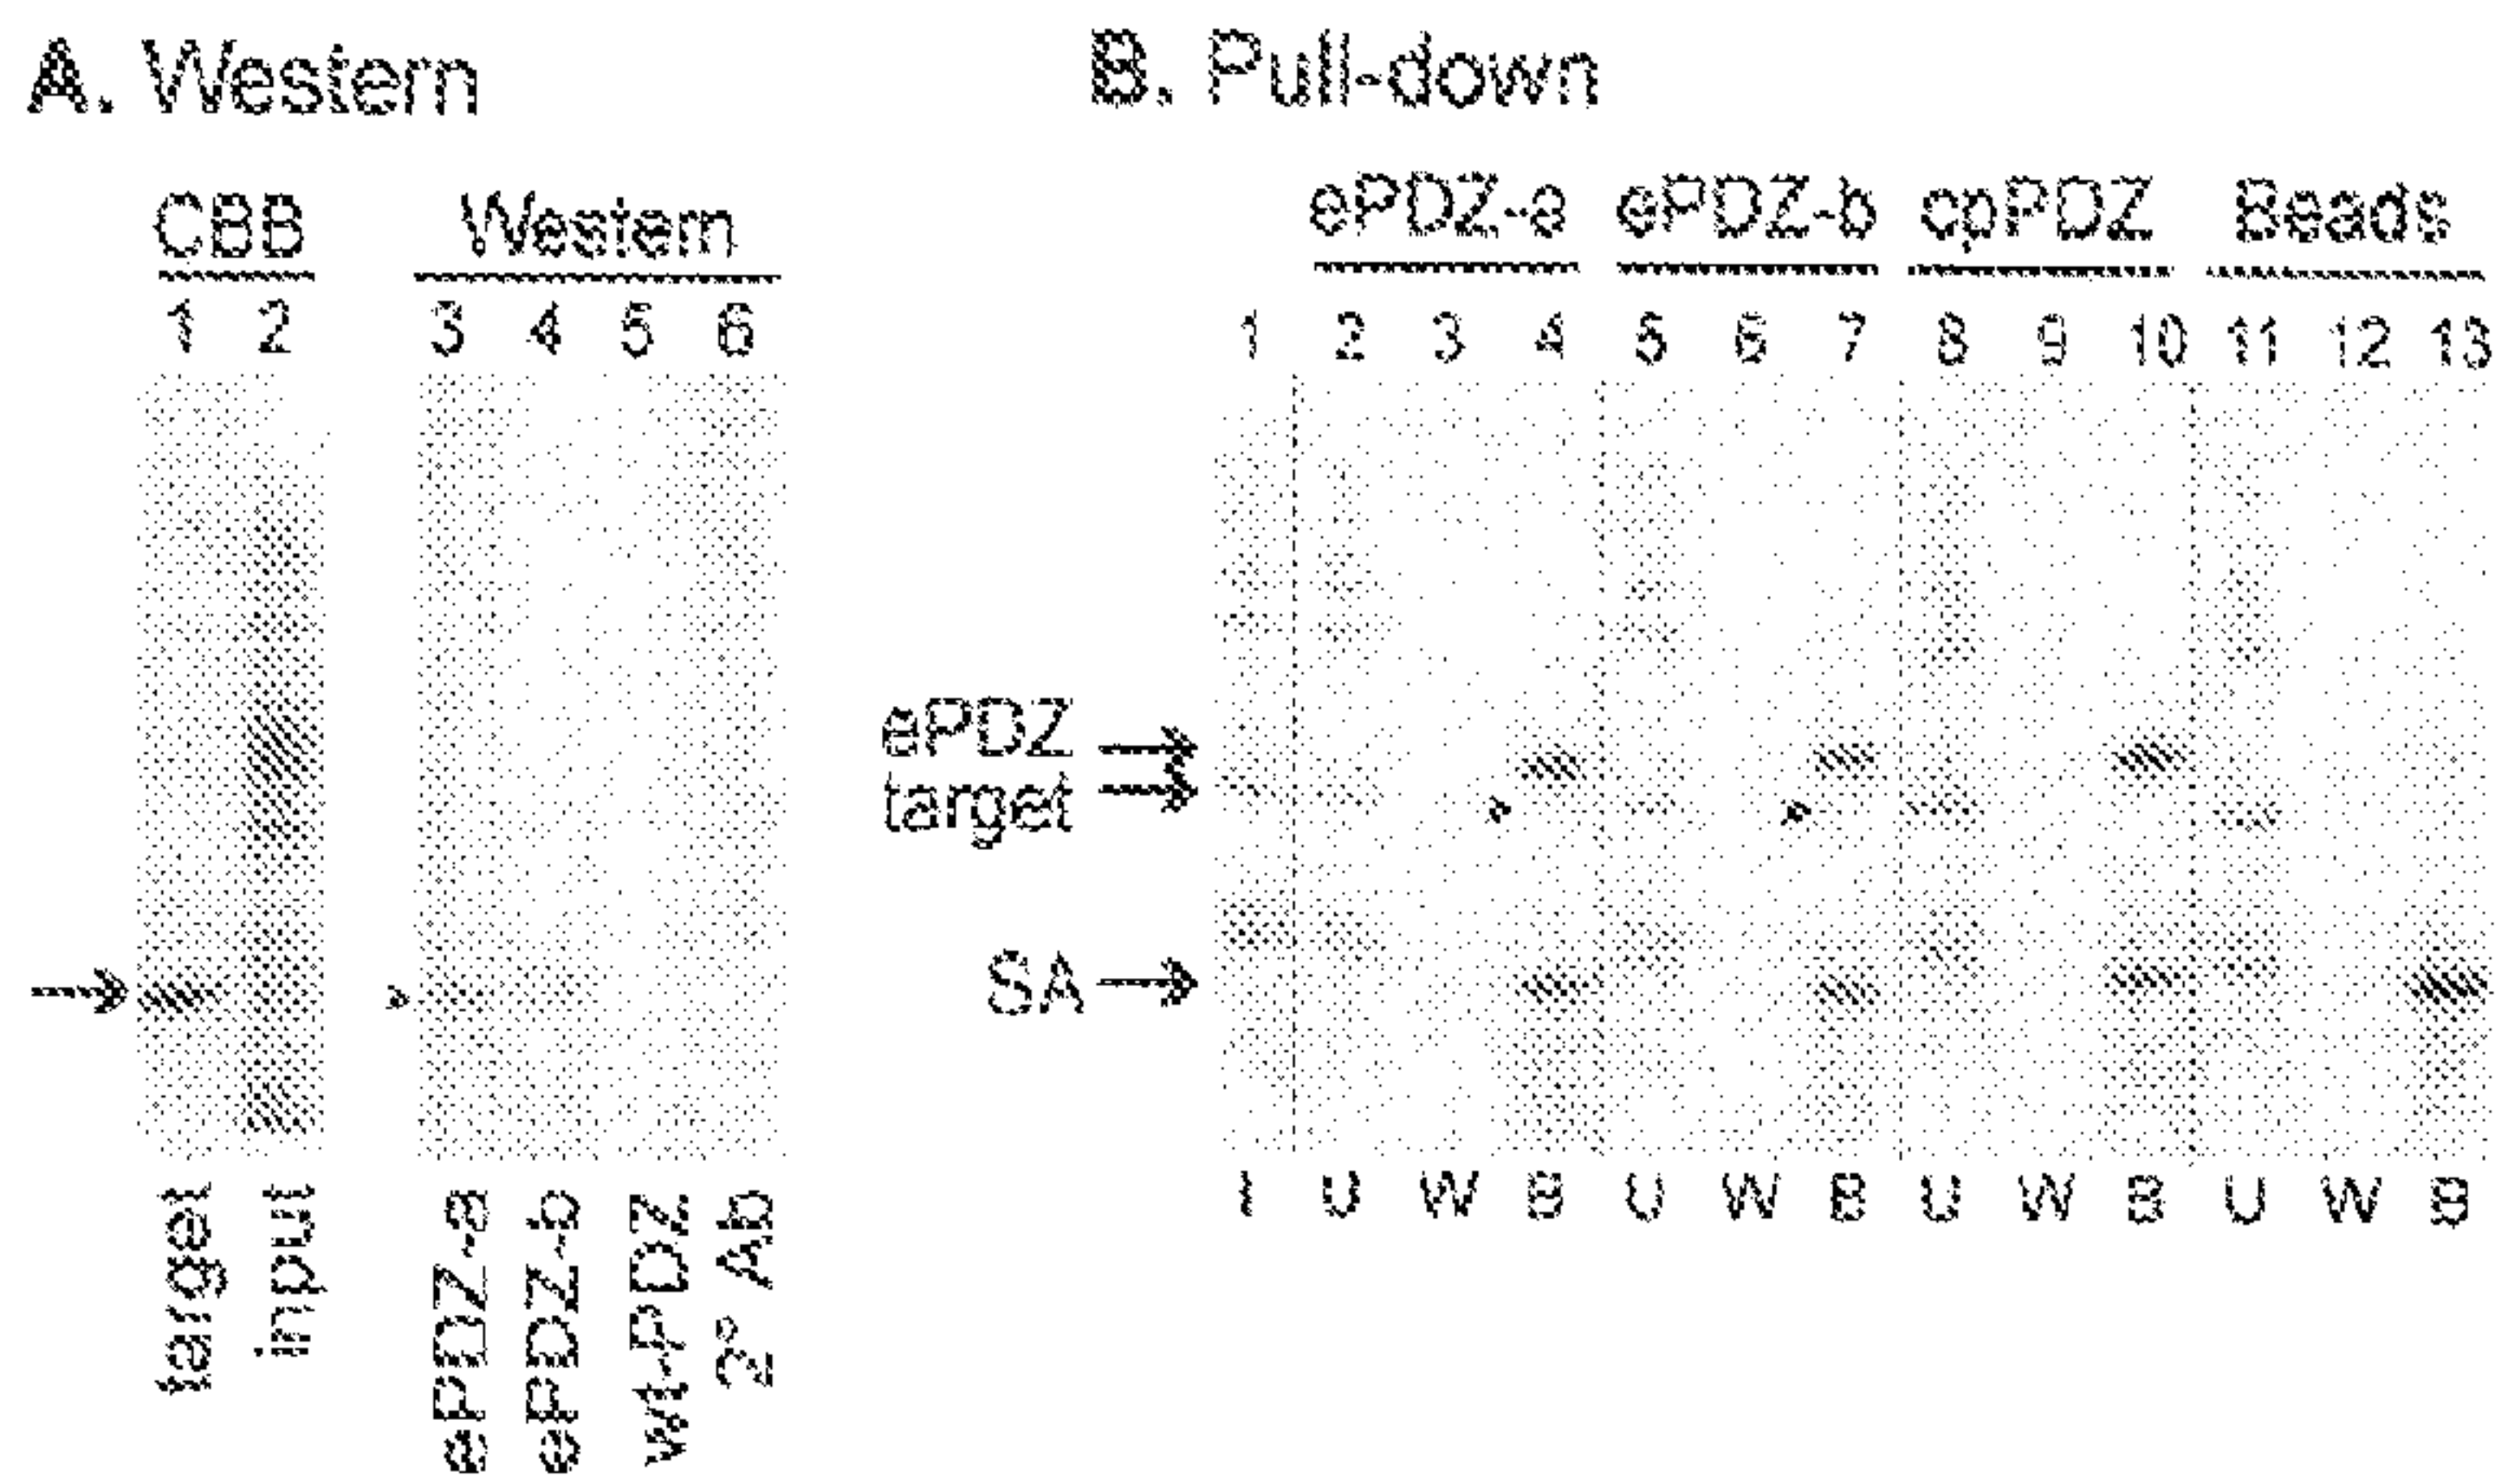 A. Western
B. Pull-down
CBB Western
1 2 3 4 5 6
ePDZ-a ePDZ-b cpPDZ Beads
1 2 3 4 5 6 7 8 9 10 11 12 13
ePDZ
target
SA
target
input
ePDZ-a
ePDZ-b
wt-PDZ
2° Ab
I U W B U W B U W B U W B